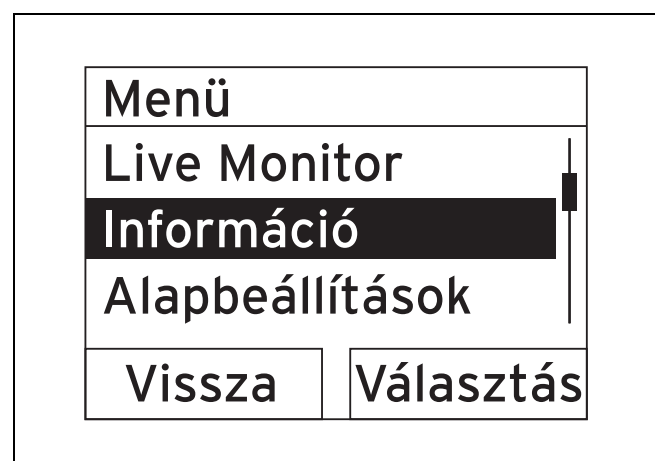 Menü
Live Monitor
Információ
Alapbeállítások
Vissza Választás